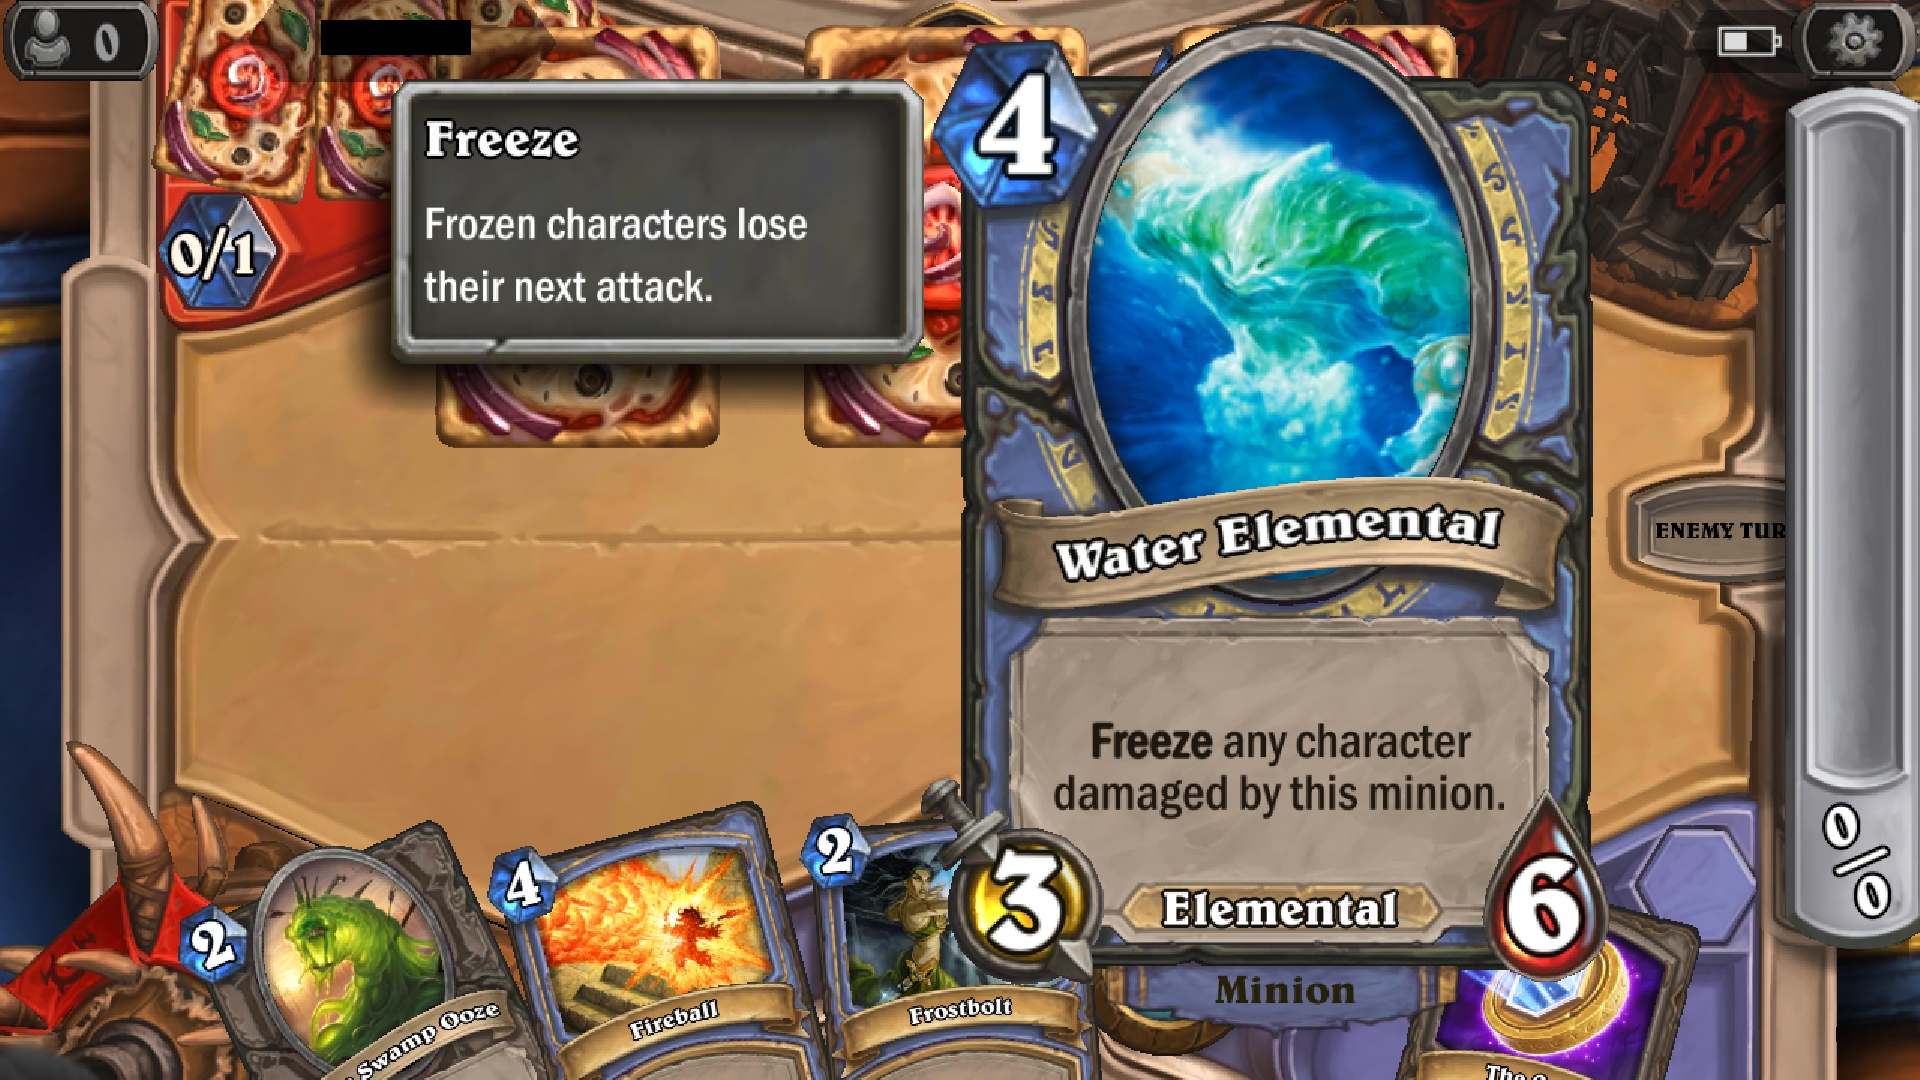 0
4
Freeze
Frozen characters lose
their next attack.
0/1
Water Elemental
ENEMY TUR
Freeze any character
damaged by this minion.
3
Elemental
6
Minion
2
Swamp Ooze
4
Fireball
2
Frostbolt
The
0/0